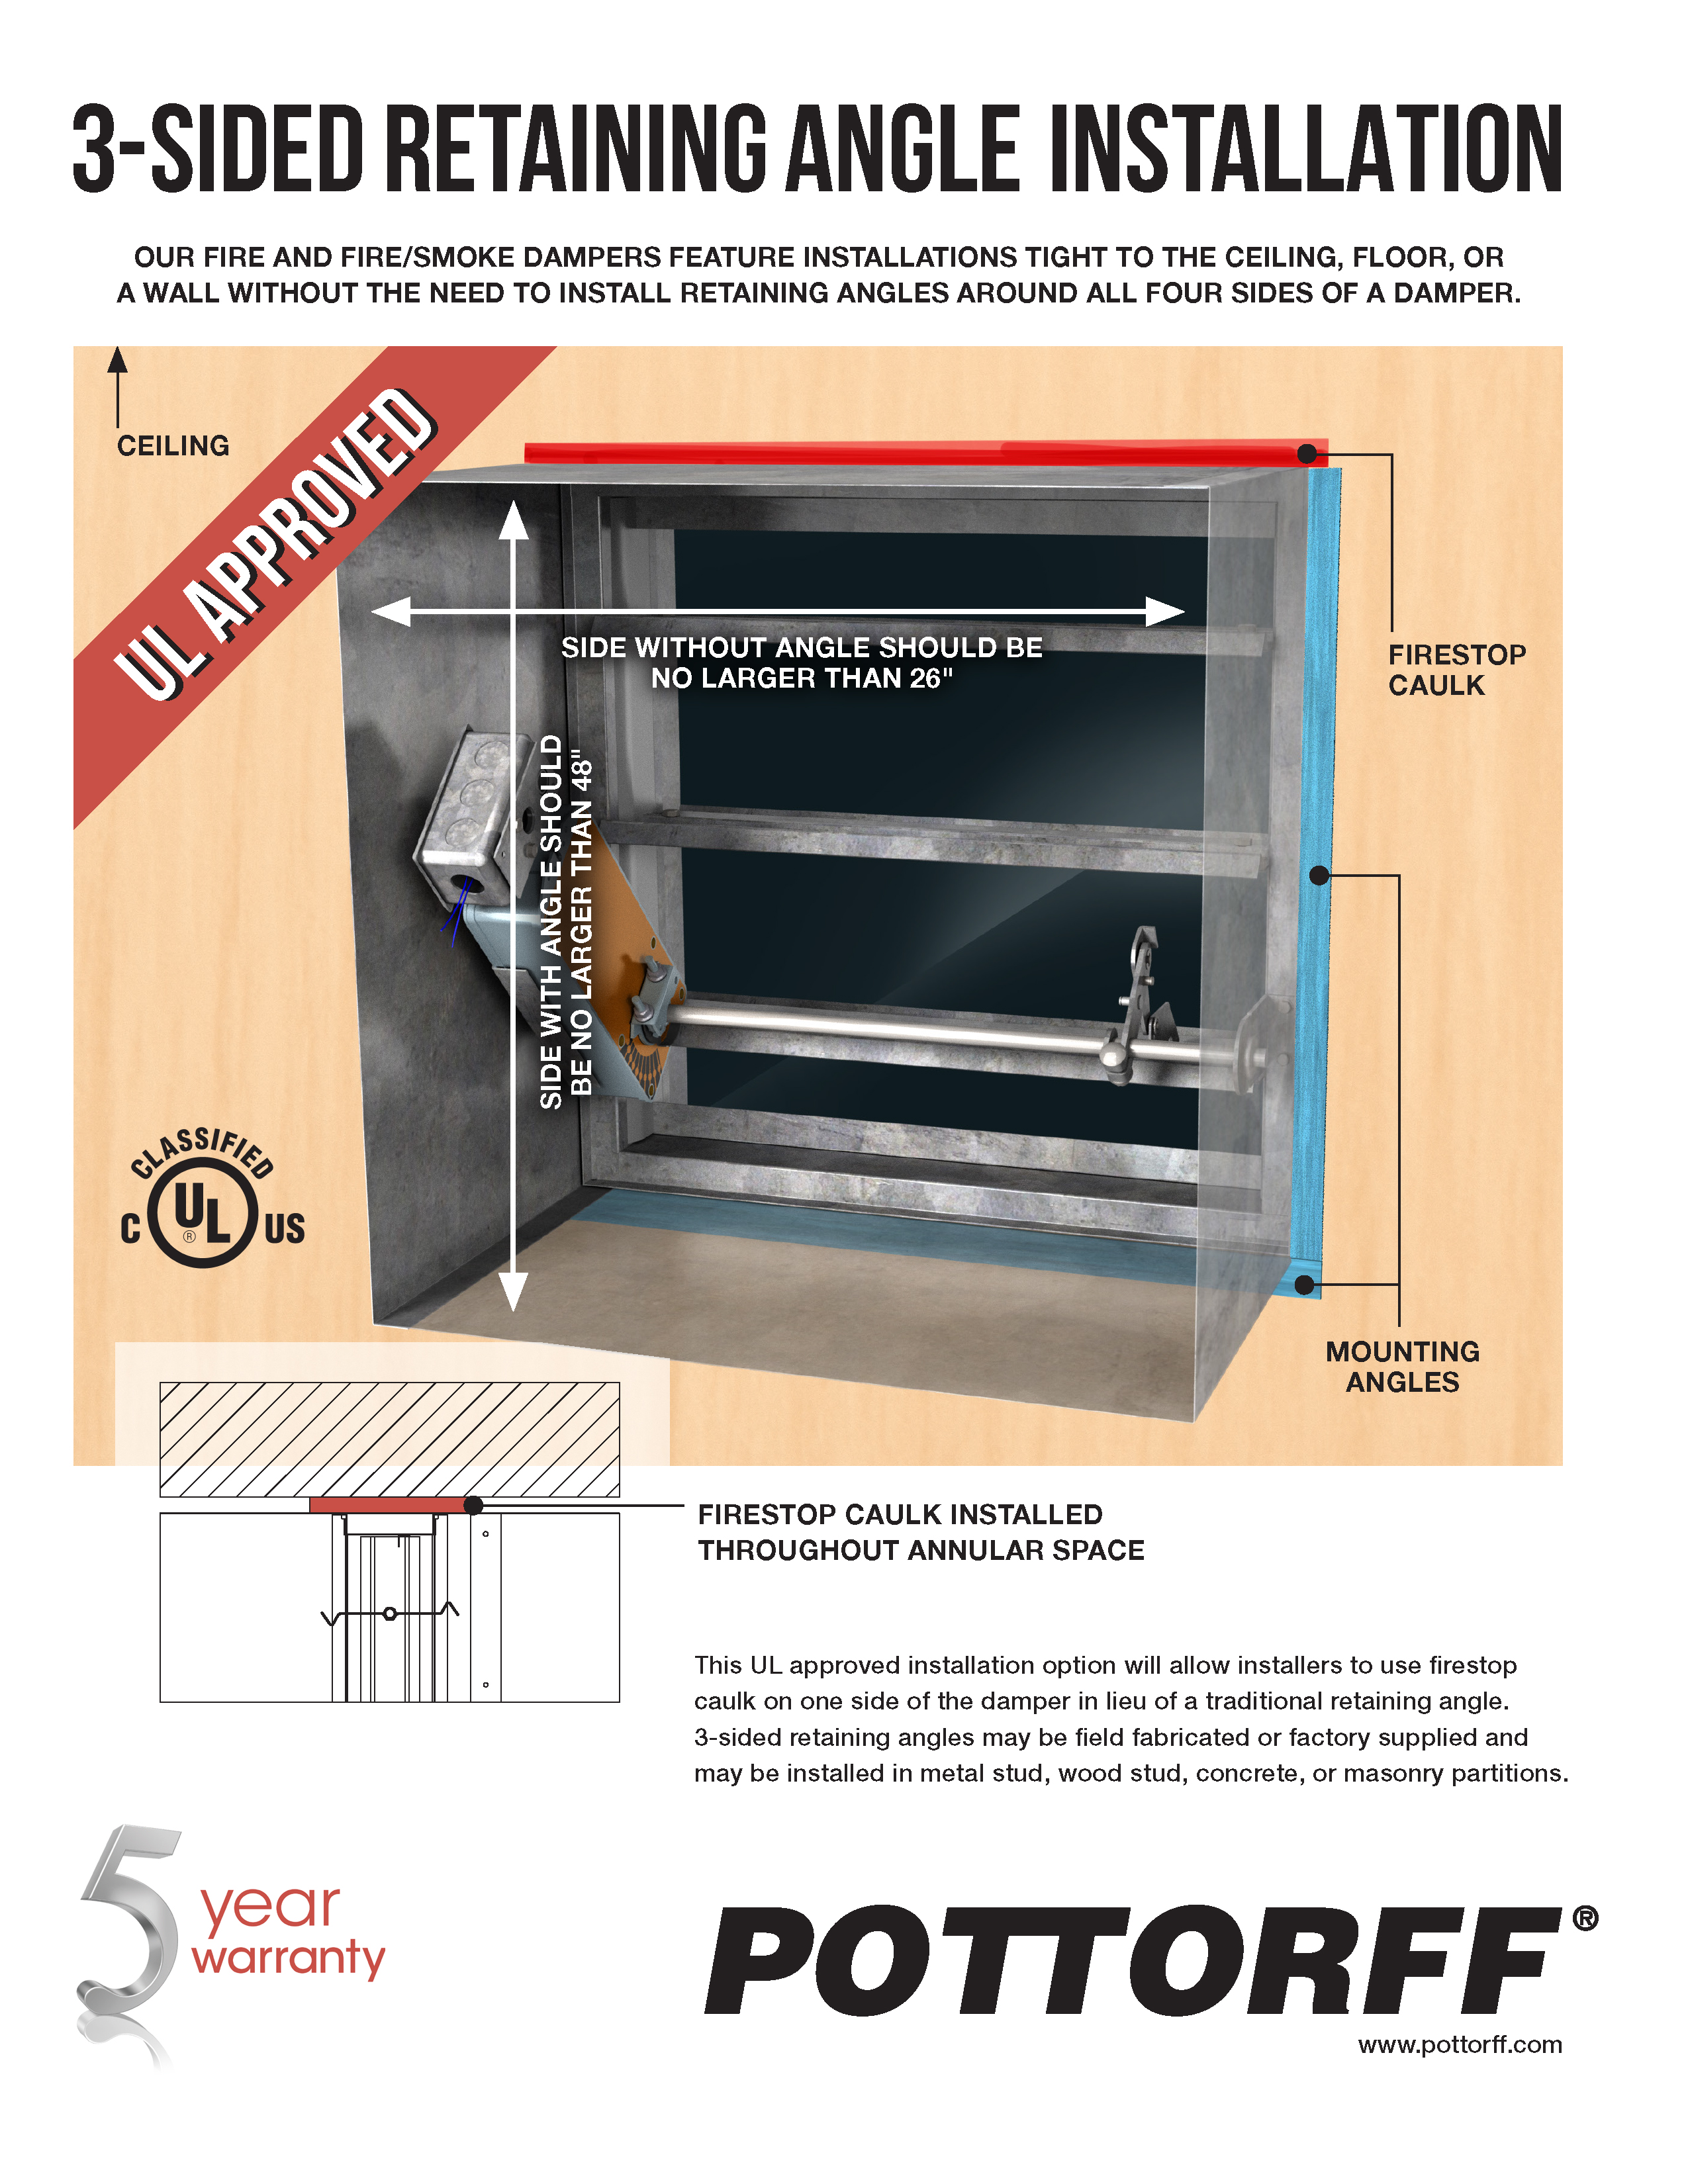 3-SIDED RETAINING ANGLE INSTALLATION
OUR FIRE AND FIRE/SMOKE DAMPERS FEATURE INSTALLATIONS TIGHT TO THE CEILING, FLOOR, OR
A WALL WITHOUT THE NEED TO INSTALL RETAINING ANGLES AROUND ALL FOUR SIDES OF A DAMPER.
CEILING
UL APPROVED
SIDE WITHOUT ANGLE SHOULD BE
NO LARGER THAN 26"
FIRESTOP
CAULK
SIDE WITH ANGLE SHOULD
BE NO LARGER THAN 48"
CLASSIFIED
C UL ® US
MOUNTING
ANGLES
FIRESTOP CAULK INSTALLED
THROUGHOUT ANNULAR SPACE
This UL approved installation option will allow installers to use firestop
caulk on one side of the damper in lieu of a traditional retaining angle.
3-sided retaining angles may be field fabricated or factory supplied and
may be installed in metal stud, wood stud, concrete, or masonry partitions.
5 year
warranty
POTTORFF®
www.pottorff.com